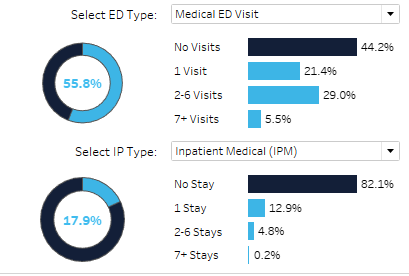 Select ED Type: Medical ED Visit
55.8%
No Visits 44.2%
1 Visit 21.4%
2-6 Visits 29.0%
7+ Visits 5.5%
Select IP Type: Inpatient Medical (IPM)
17.9%
No Stay 82.1%
1 Stay 12.9%
2-6 Stays 4.8%
7+ Stays 0.2%